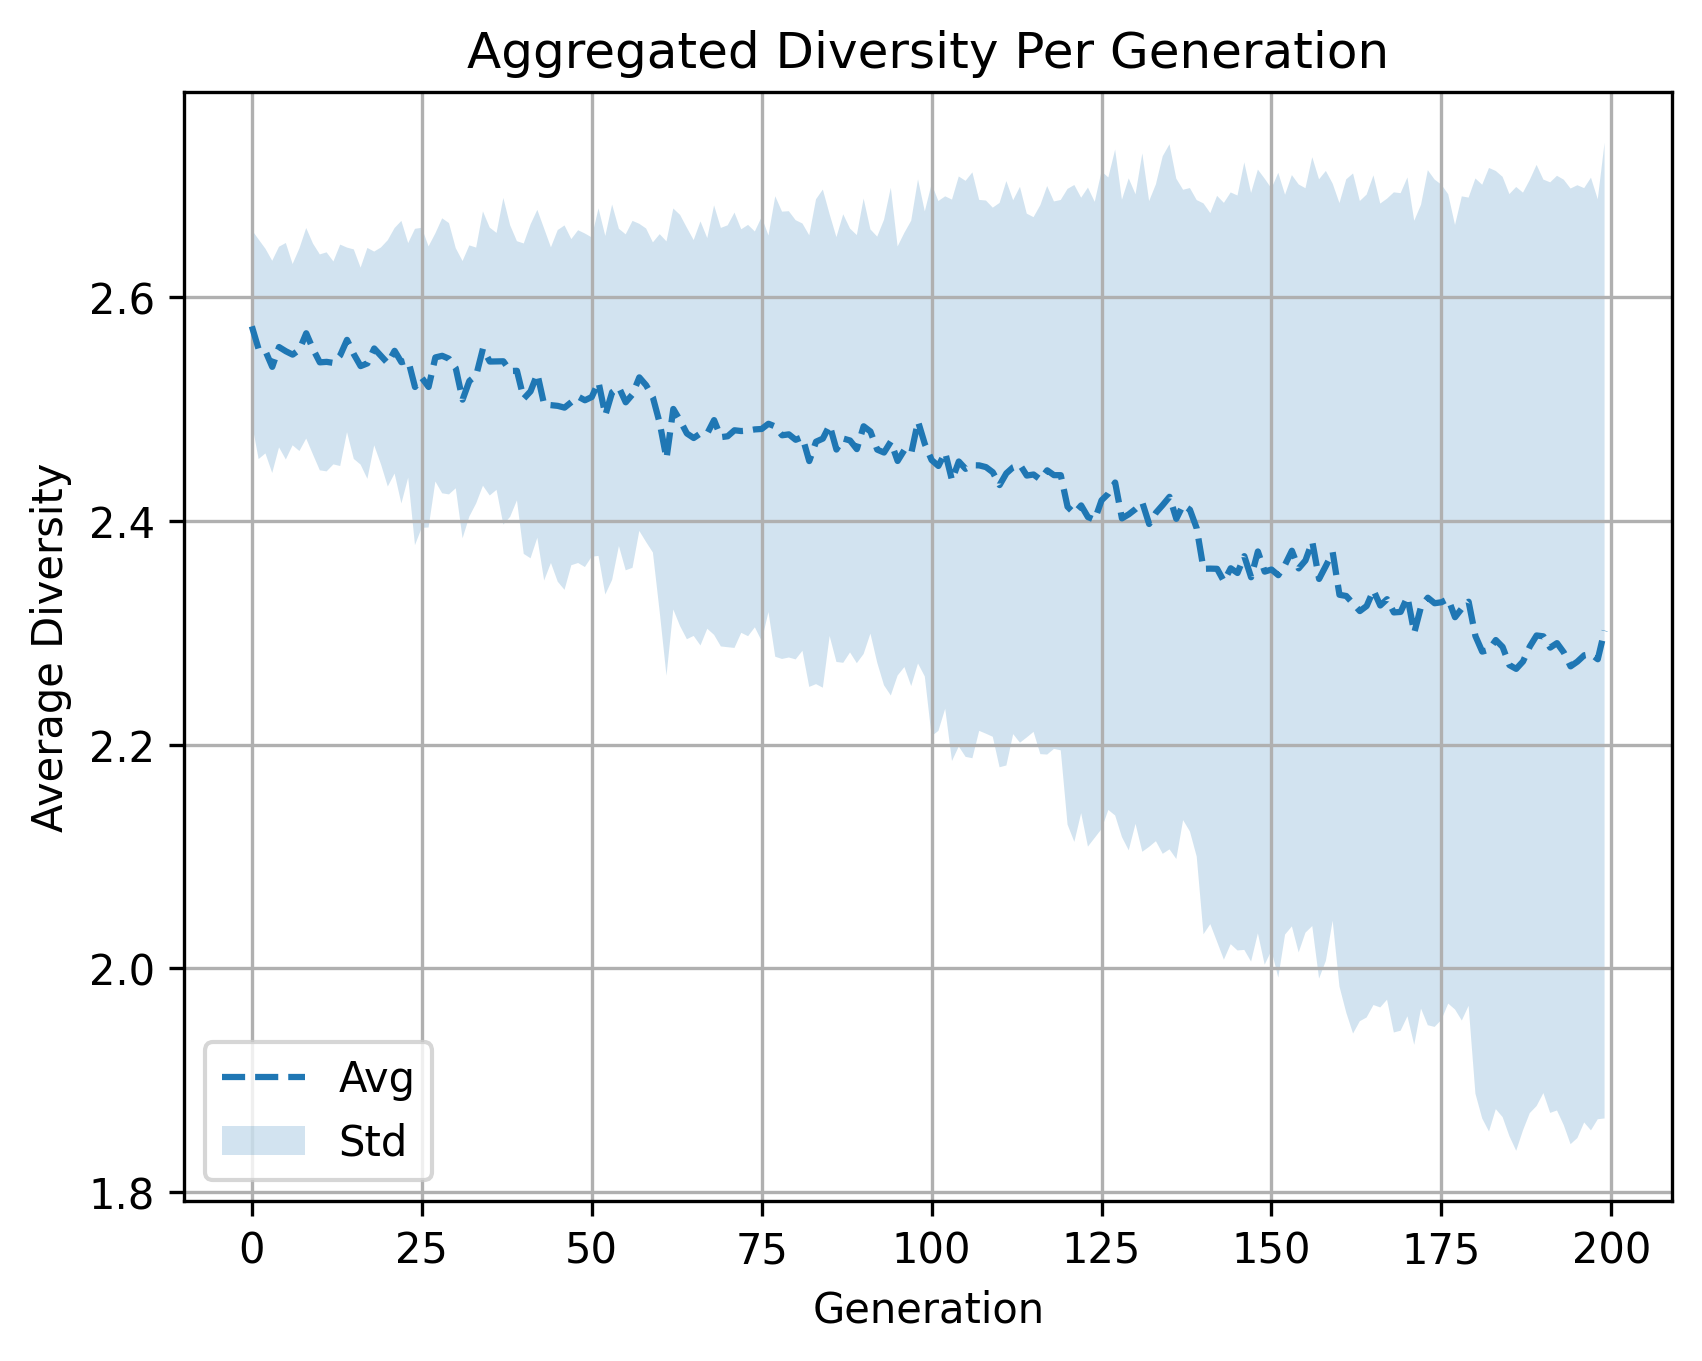 Aggregated Diversity Per Generation
Average Diversity
2.6
2.4
2.2
2.0
1.8
Avg
Std
0 25 50 75 100 125 150 175 200
Generation